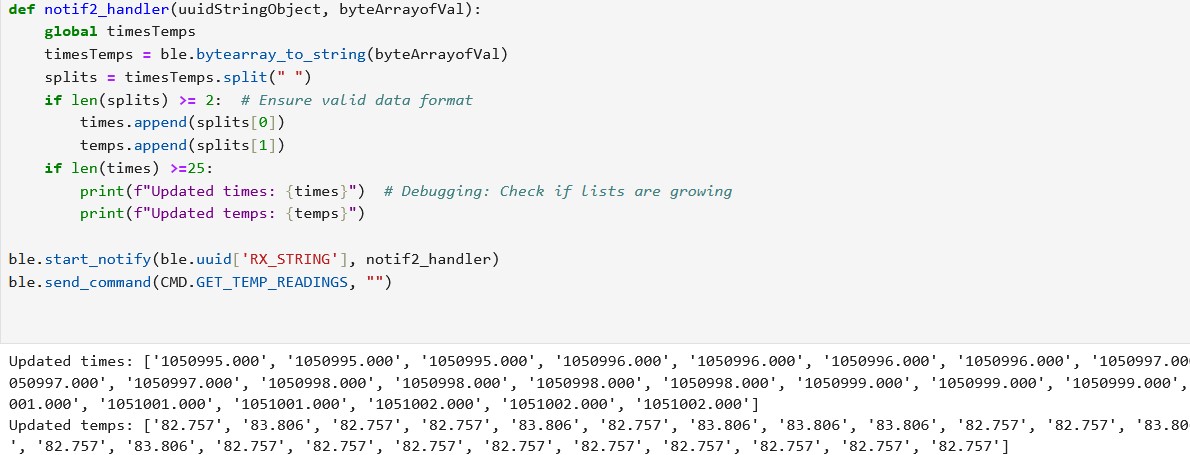 def notif2_handler(uuidStringObject, byteArrayofVal):
    global timesTemps
    timesTemps = ble.bytearray_to_string(byteArrayofVal)
    splits = timesTemps.split(" ")
    if len(splits) >= 2:  # Ensure valid data format
        times.append(splits[0])
        temps.append(splits[1])
    if len(times) >=25:
        print(f"Updated times: {times}")  # Debugging: Check if lists are growing
        print(f"Updated temps: {temps}")
ble.start_notify(ble.uuid['RX_STRING'], notif2_handler)
ble.send_command(CMD.GET_TEMP_READINGS, "")
Updated times: ['1050995.000', '1050995.000', '1050995.000', '1050996.000', '1050996.000', '1050996.000', '1050996.000', '1050997.00
050997.000', '1050997.000', '1050998.000', '1050998.000', '1050998.000', '1050998.000', '1050999.000', '1050999.000', '1050999.000',
001.000', '1051001.000', '1051001.000', '1051002.000', '1051002.000', '1051002.000']
Updated temps: ['82.757', '83.806', '82.757', '82.757', '83.806', '82.757', '83.806', '83.806', '83.806', '82.757', '82.757', '83.80
', '82.757', '83.806', '82.757', '82.757', '82.757', '82.757', '82.757', '82.757', '82.757', '82.757', '82.757']